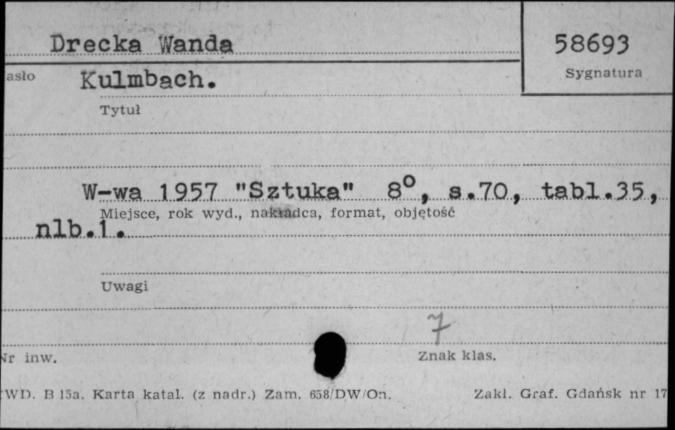 Drecka Wanda
58693
asło
Sygnatura
Kulmbach.
Tytuł
W-wa 1957 "Sztuka" 8°, s.70, tabl.35,
Miejsce, rok wyd., nakładca, format, objętość
nlb.1.
Uwagi
7
Nr inw.
Znak klas.
WD. B 15a. Karta katal. (z nadr.) Zam. 658/DW/On.
Zakł. Graf. Gdańsk nr 17